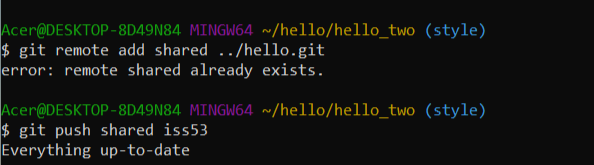 Acer@DESKTOP-8D49N84 MINGW64 ~/hello/hello_two (style)
$ git remote add shared ../hello.git
error: remote shared already exists.
Acer@DESKTOP-8D49N84 MINGW64 ~/hello/hello_two (style)
$ git push shared iss53
Everything up-to-date